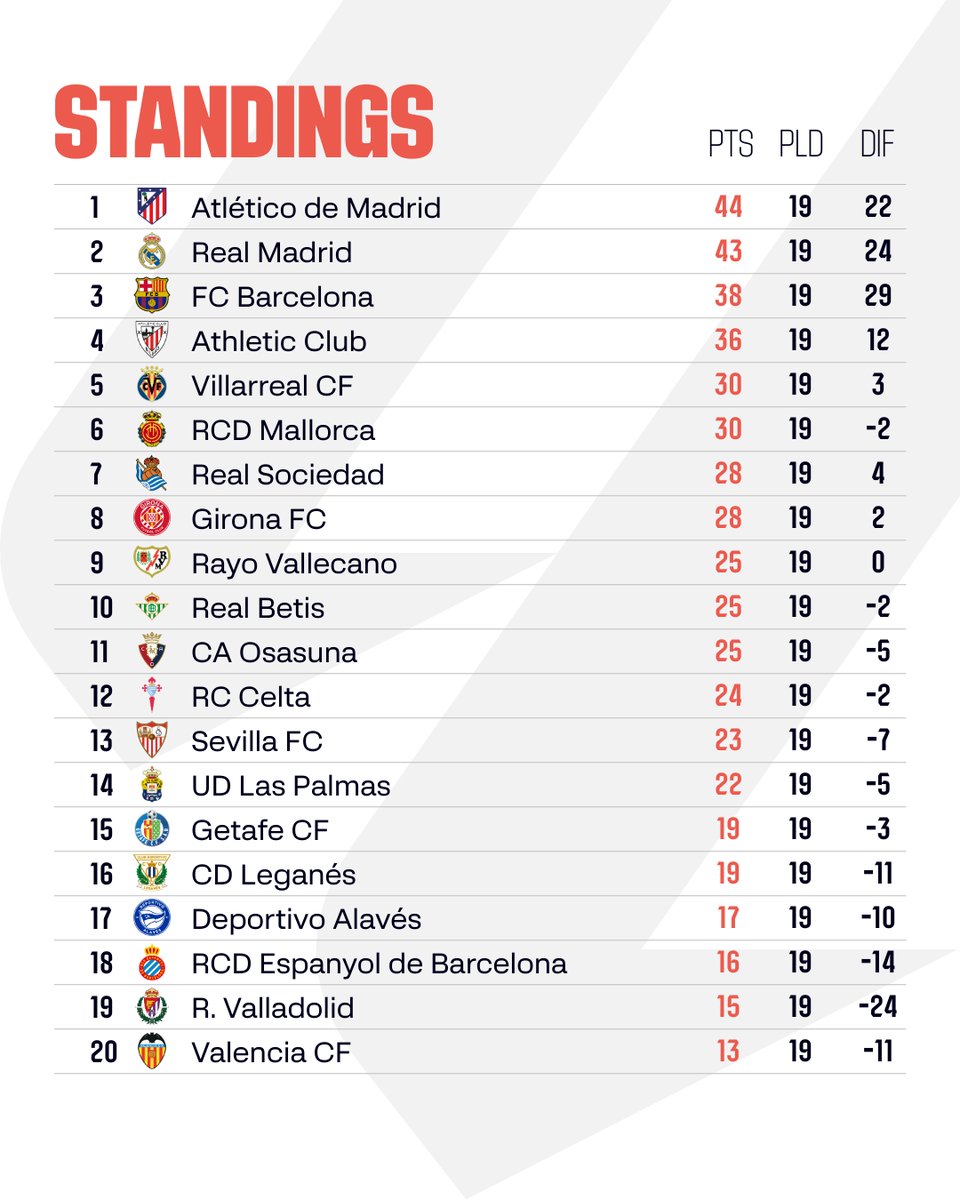 STANDINGS
PTS PLD DIF
1 Atlético de Madrid 44 19 22
2 Real Madrid 43 19 24
3 FC Barcelona 38 19 29
4 Athletic Club 36 19 12
5 Villarreal CF 30 19 3
6 RCD Mallorca 30 19 -2
7 Real Sociedad 28 19 4
8 Girona FC 28 19 2
9 Rayo Vallecano 25 19 0
10 Real Betis 25 19 -2
11 CA Osasuna 25 19 -5
12 RC Celta 24 19 -2
13 Sevilla FC 23 19 -7
14 UD Las Palmas 22 19 -5
15 Getafe CF 19 19 -3
16 CD Leganés 19 19 -11
17 Deportivo Alavés 17 19 -10
18 RCD Espanyol de Barcelona 16 19 -14
19 R. Valladolid 15 19 -24
20 Valencia CF 13 19 -11